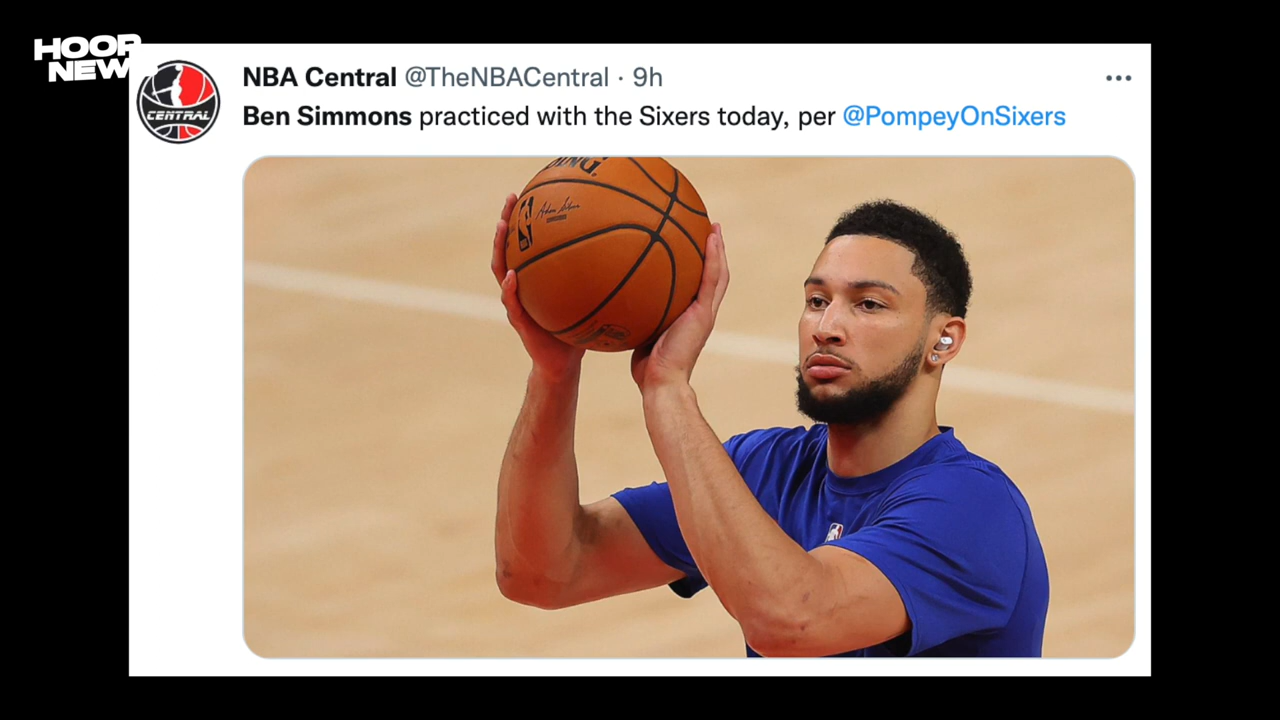 HOOP
NEW
NBA Central @TheNBACentral · 9h
CENTRAL
Ben Simmons practiced with the Sixers today, per @PompeyOnSixers